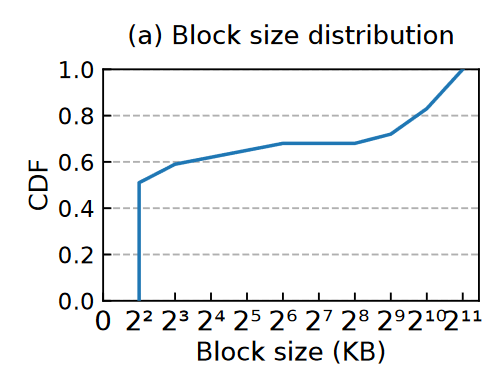 (a) Block size distribution
1.0
0.8
0.6
0.4
0.2
0.0
CDF
0 2² 2³ 2⁴ 2⁵ 2⁶ 2⁷ 2⁸ 2⁹ 2¹⁰ 2¹¹
Block size (KB)